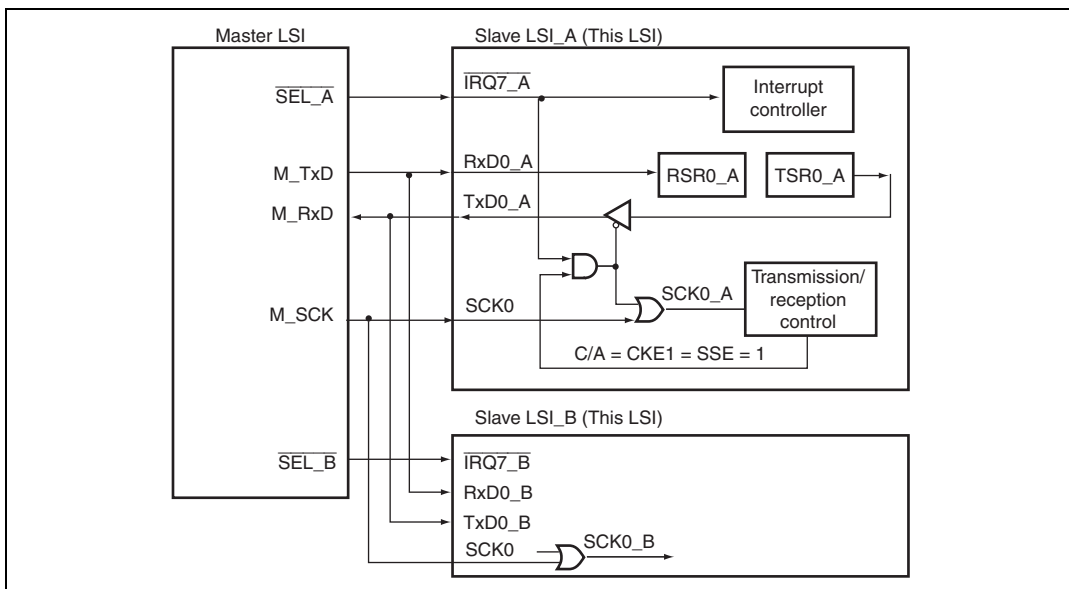 Master LSI
SEL_A
M_TxD
M_RxD
M_SCK
SEL_B
Slave LSI_A (This LSI)
IRQ7_A
Interrupt
controller
RxD0_A
RSR0_A
TSR0_A
TxD0_A
SCK0
SCK0_A
Transmission/
reception
control
C/A = CKE1 = SSE = 1
Slave LSI_B (This LSI)
IRQ7_B
RxD0_B
TxD0_B
SCK0
SCK0_B